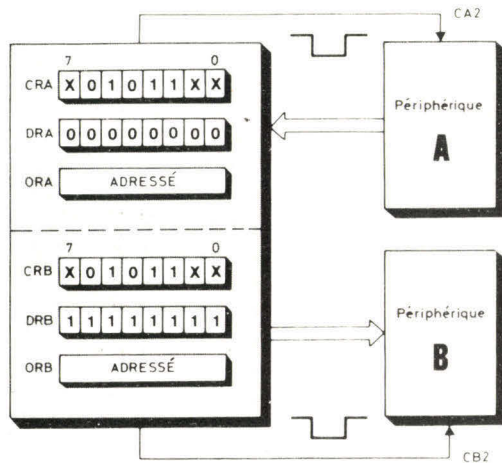 CA2
7 0
CRA X 0 1 0 1 1 X X
DRA 0 0 0 0 0 0 0 0
ORA ADRESSÉ
Périphérique
A
7 0
CRB X 0 1 0 1 1 X X
DRB 1 1 1 1 1 1 1 1
ORB ADRESSÉ
Périphérique
B
CB2